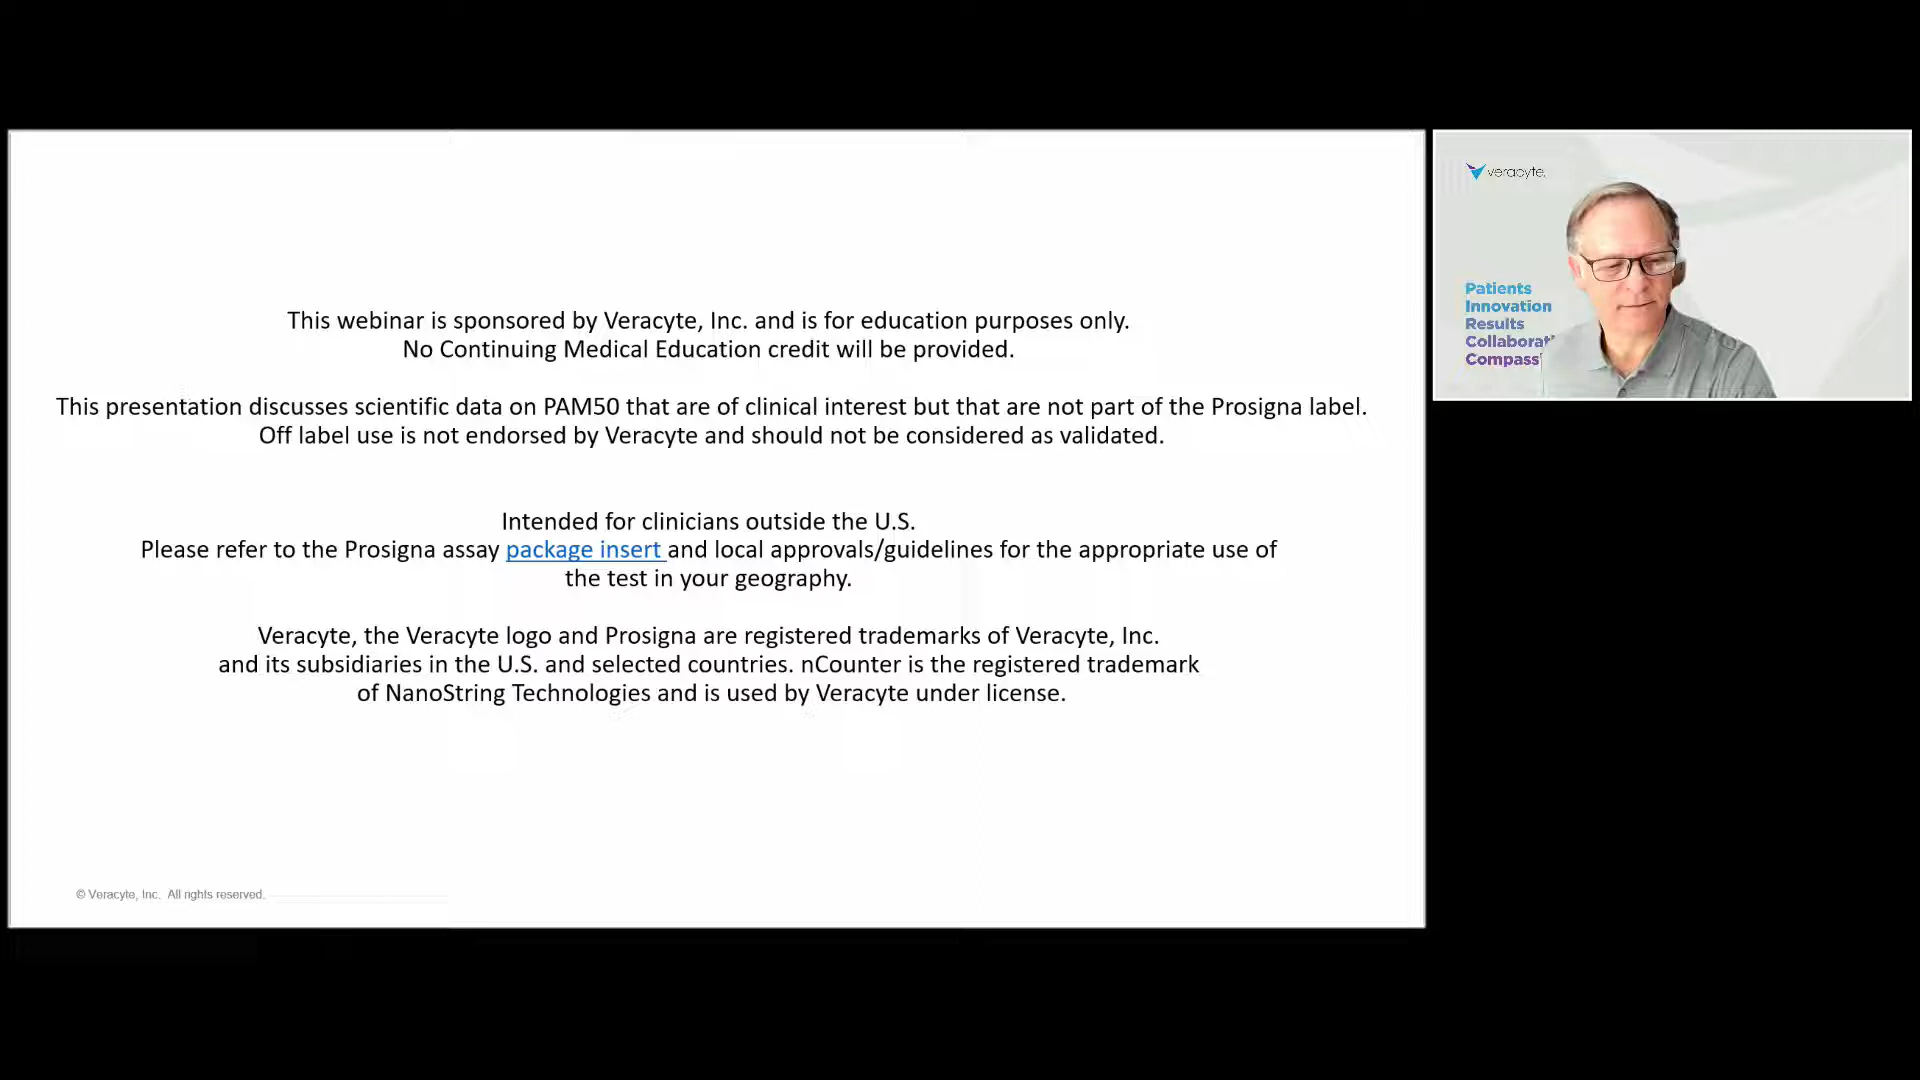 This webinar is sponsored by Veracyte, Inc. and is for education purposes only.
No Continuing Medical Education credit will be provided.
This presentation discusses scientific data on PAM50 that are of clinical interest but that are not part of the Prosigna label.
Off label use is not endorsed by Veracyte and should not be considered as validated.
Intended for clinicians outside the U.S.
Please refer to the Prosigna assay package insert and local approvals/guidelines for the appropriate use of
the test in your geography.
Veracyte, the Veracyte logo and Prosigna are registered trademarks of Veracyte, Inc.
and its subsidiaries in the U.S. and selected countries. nCounter is the registered trademark
of NanoString Technologies and is used by Veracyte under license.
© Veracyte, Inc. All rights reserved.
veracyte.
Patients
Innovation
Results
Collaborat
Compass